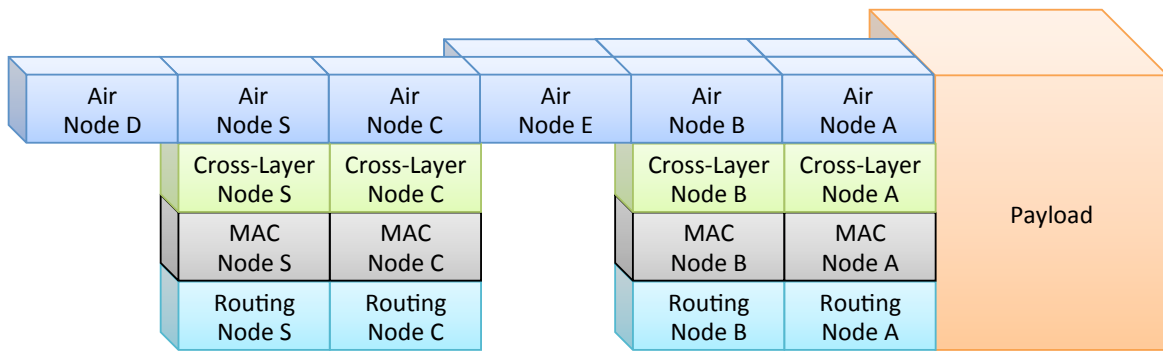 Air
Node D
Air
Node S
Air
Node C
Air
Node E
Air
Node B
Air
Node A
Cross-Layer
Node S
Cross-Layer
Node C
Cross-Layer
Node B
Cross-Layer
Node A
MAC
Node S
MAC
Node C
MAC
Node B
MAC
Node A
Routing
Node S
Routing
Node C
Routing
Node B
Routing
Node A
Payload